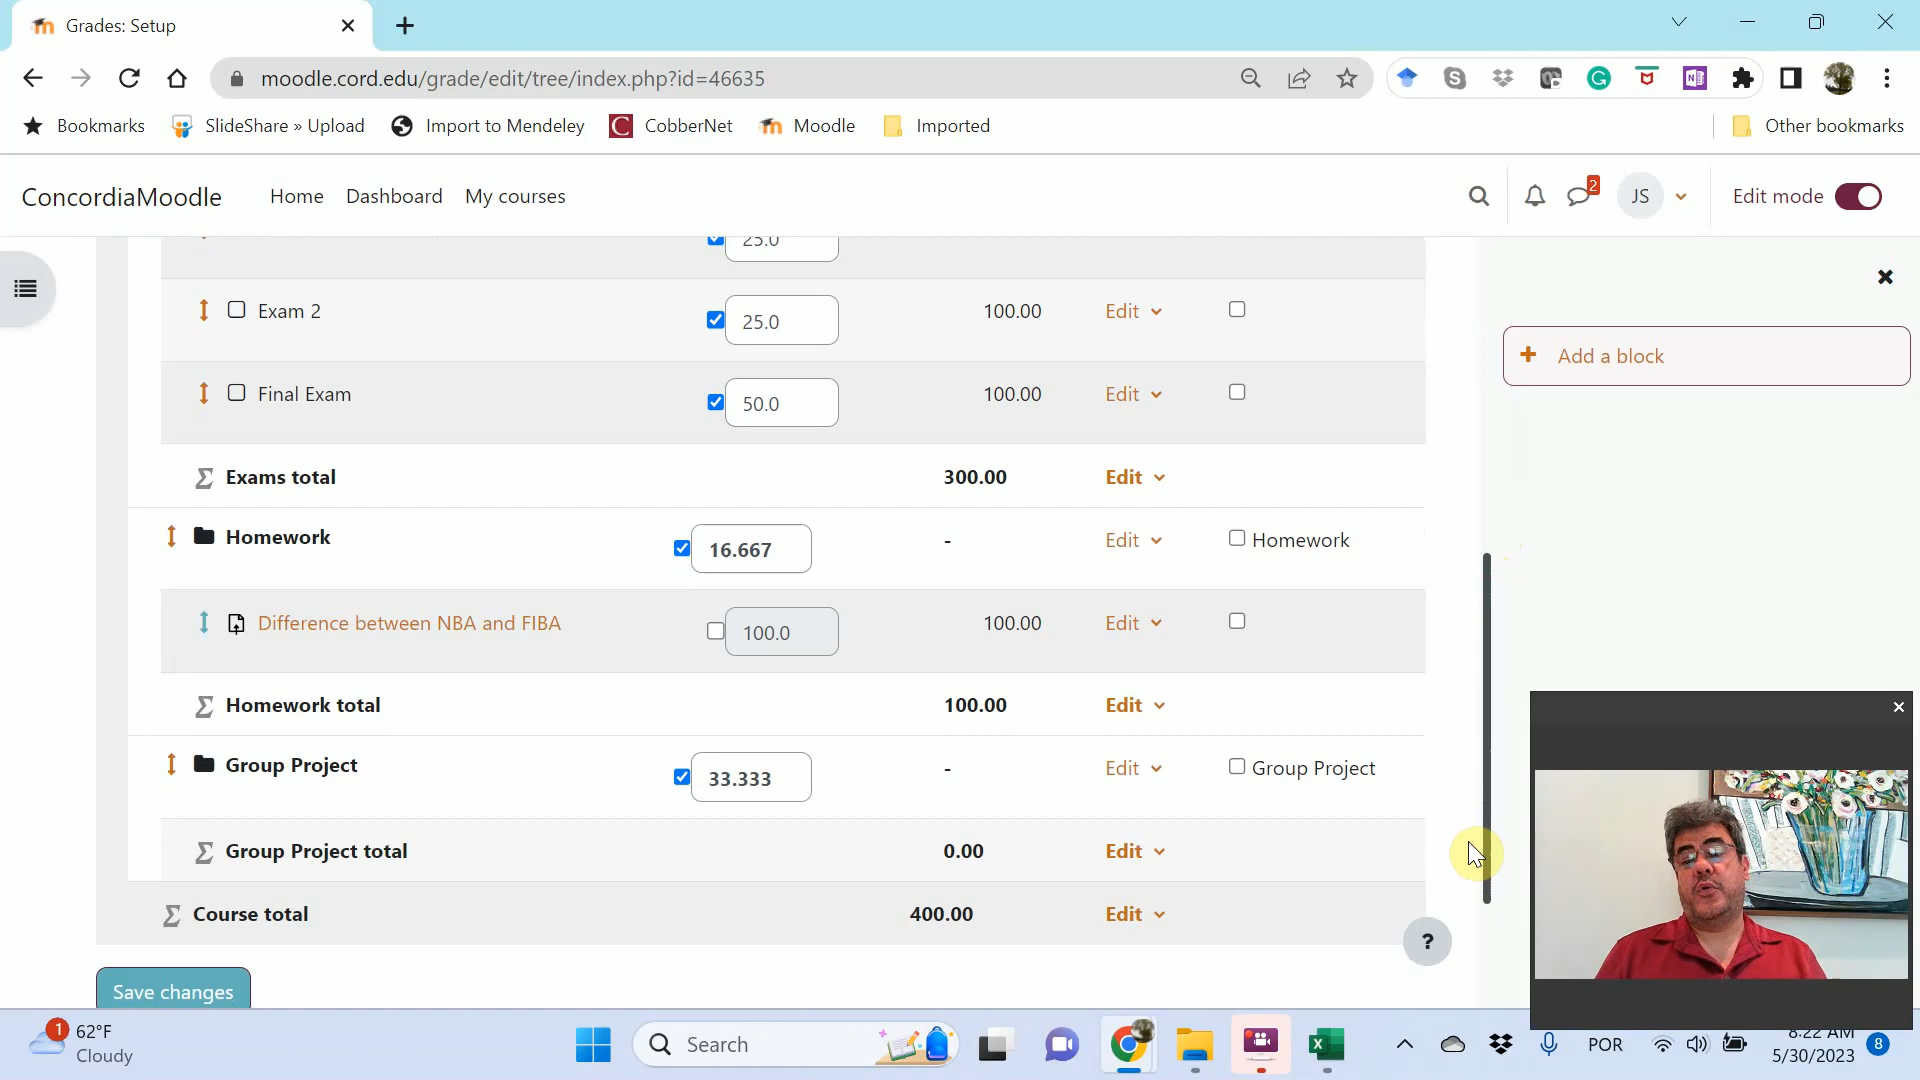 Grades: Setup
moodle.cord.edu/grade/edit/tree/index.php?id=46635
Bookmarks SlideShare » Upload Import to Mendeley CobberNet Moodle Imported Other bookmarks
ConcordiaMoodle Home Dashboard My courses 2 JS Edit mode
25.0
Exam 2 25.0 100.00 Edit
Add a block
Final Exam 50.0 100.00 Edit
Σ Exams total 300.00 Edit
Homework 16.667 - Edit Homework
Difference between NBA and FIBA 100.0 100.00 Edit
Σ Homework total 100.00 Edit
Group Project 33.333 - Edit Group Project
Σ Group Project total 0.00 Edit
Σ Course total 400.00 Edit
?
Save changes
1 62°F
Cloudy
Search
POR
8:22 AM
5/30/2023
8